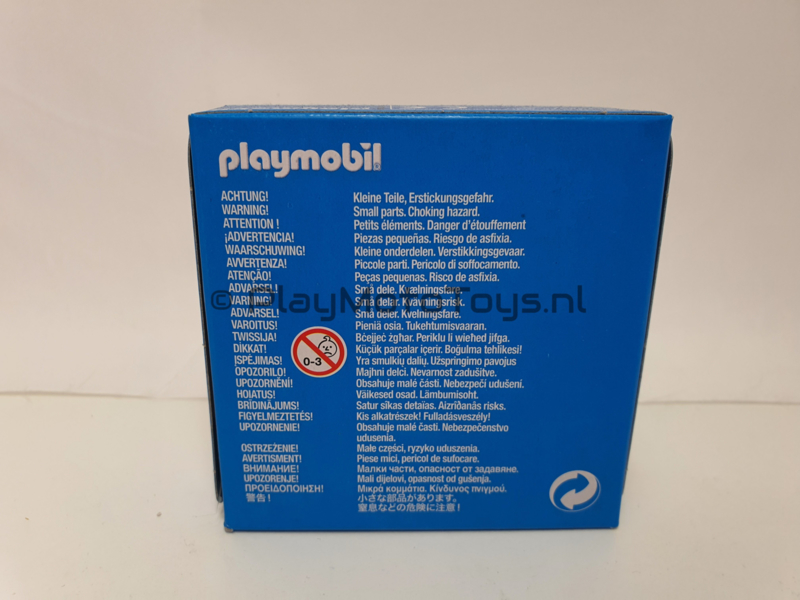 playmobil
ACHTUNG! Kleine Teile, Erstickungsgefahr.
WARNING! Small parts. Choking hazard.
ATTENTION ! Petits éléments. Danger d'étouffement
¡ADVERTENCIA! Piezas pequeñas. Riesgo de asfixia.
WAARSCHUWING! Kleine onderdelen. Verstikkingsgevaar.
AVVERTENZA! Piccole parti. Pericolo di soffocamento.
ATENÇÃO! Peças pequenas. Risco de asfixia.
ADVARSEL! Små dele. Kvælningsfare.
VARNING! Små delar. Kvävningsrisk.
© PlayMicroToys.nl
ADVARSEL! Små deler. Kvelningsfare.
VAROITUS! Pieniä osia. Tukehtumisvaaran.
TWISSIJA! Bċejjeċ żgħar. Periklu li wieħed jifga.
DİKKAT! Küçük parçalar içerir. Boğulma tehlikesi!
ĮSPĖJIMAS! Yra smulkių dalių. Užspringimo pavojus
0-3
OPOZORILO! Majhni delci. Nevarnost zadušitve.
UPOZORNĚNÍ! Obsahuje malé části. Nebezpečí udušení.
HOIATUS! Väikesed osad. Lämbumisoht.
BRĪDINĀJUMS! Satur sīkas detaļas. Aizrīšanās risks.
FIGYELMEZTETÉS! Kis alkatrészek! Fulladásveszély!
UPOZORNENIE! Obsahuje malé časti. Nebezpečenstvo
udusenia.
OSTRZEŻENIE! Małe części, ryzyko uduszenia.
AVERTISMENT! Piese mici, pericol de sufocare.
ВНИМАНИЕ! Малки части, опасност от задавяне.
UPOZORENJE! Mali dijelovi, opasnost od gušenja.
ΠΡΟΕΙΔΟΠΟΙΗΣΗ! Μικρά κομμάτια. Κίνδυνος πνιγμού.
警告! 小さな部品があります。
窒息などの危険に注意!